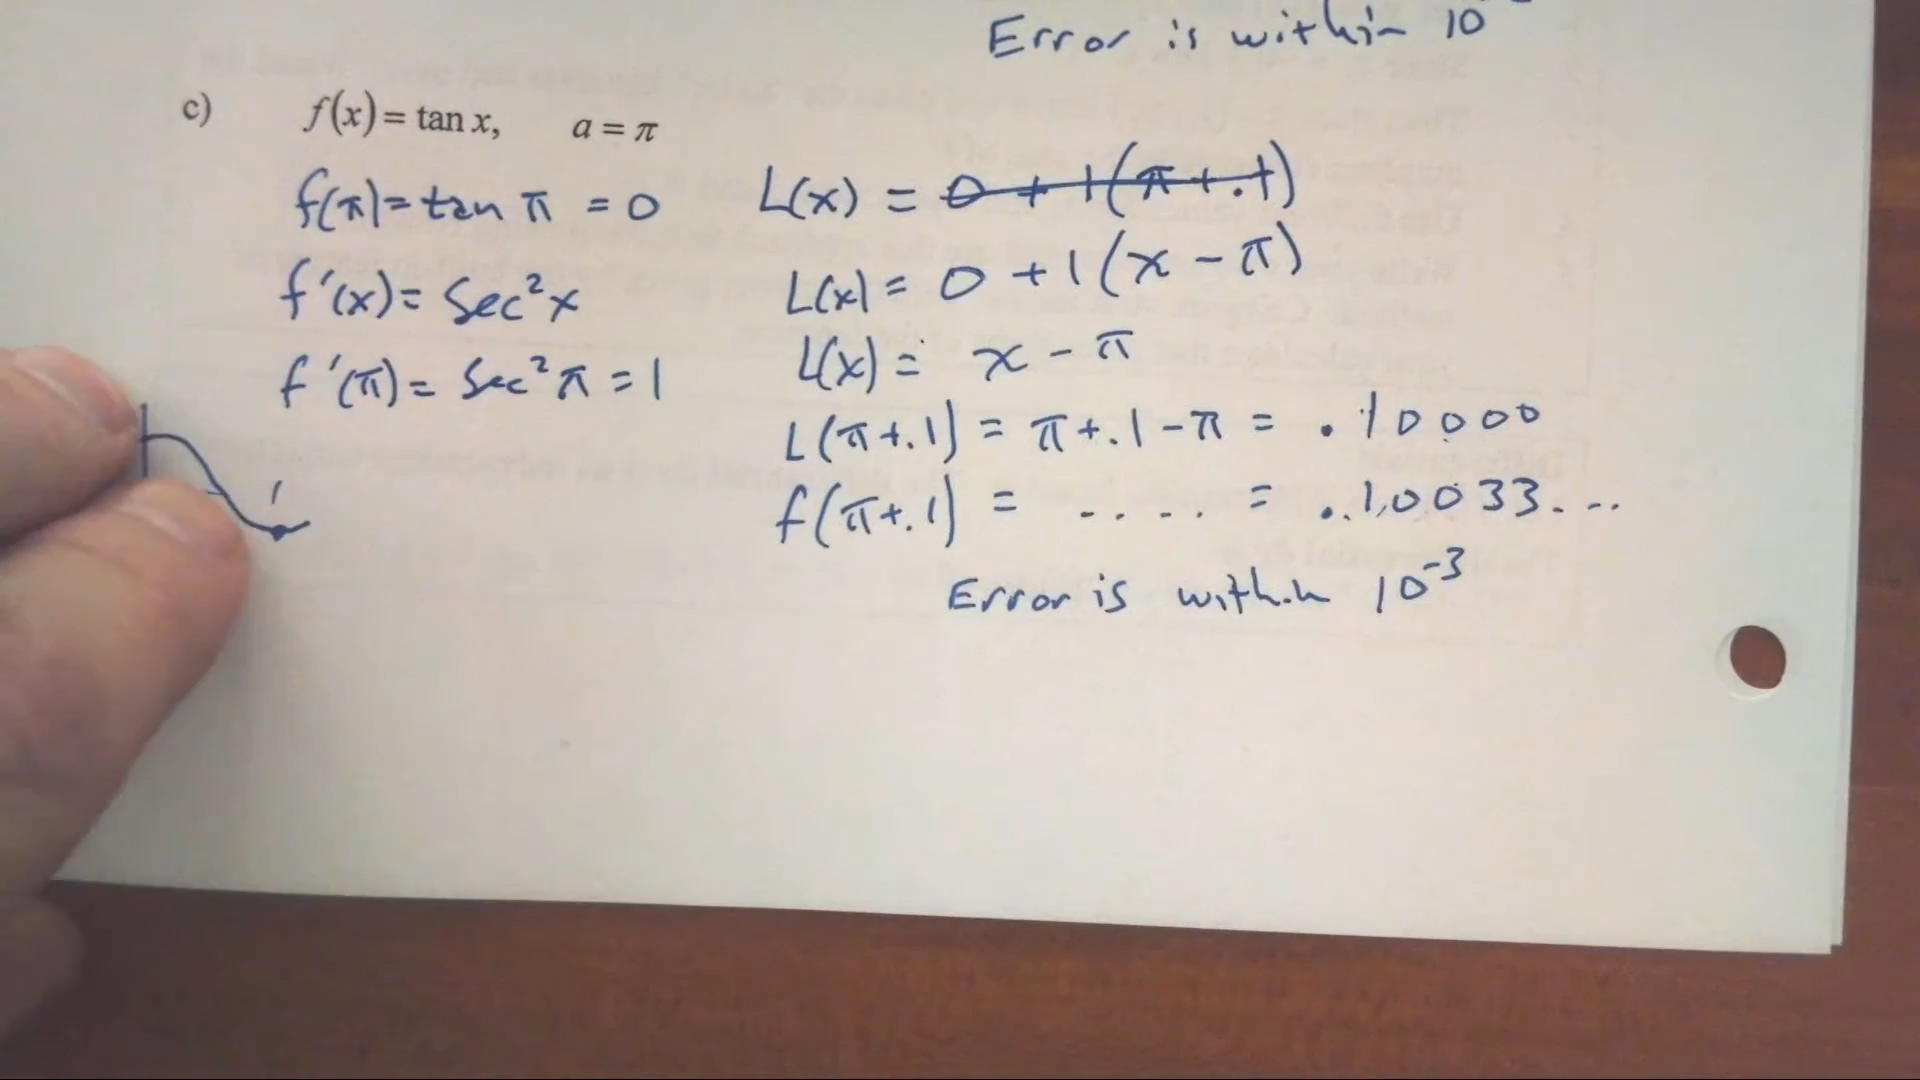 Error is within 10
c) f(x) = tan x, a = π
f(π) = tan π = 0
f'(x) = Sec²x
f'(π) = Sec²π = 1
L(x) = 0 + 1(π + .1)
L(x) = 0 + 1(x - π)
L(x) = x - π
L(π+.1) = π+.1-π = .10000
f(π+.1) = .... = .10033...
Error is within 10⁻³